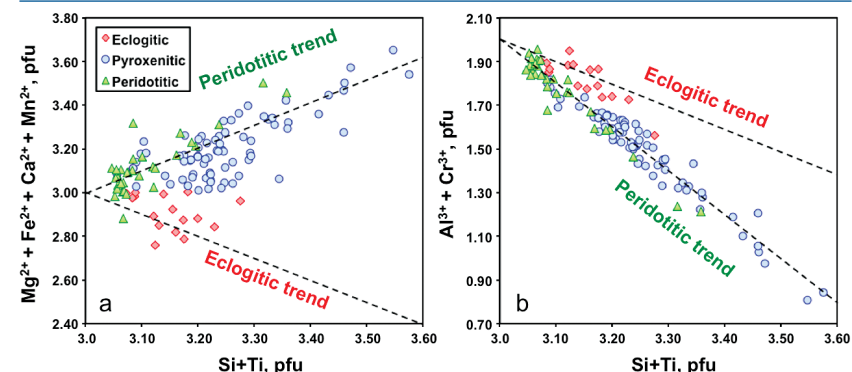 Mg2+ + Fe2+ + Ca2+ + Mn2+, pfu
3.80
3.60
3.40
3.20
3.00
2.80
2.60
2.40
Eclogitic
Pyroxenitic
Peridotitic
Peridotitic trend
Eclogitic trend
a
3.0
3.10
3.20
3.30
3.40
3.50
3.60
Si+Ti, pfu
Al3+ + Cr3+, pfu
2.10
1.90
1.70
1.50
1.30
1.10
0.90
0.70
Eclogitic trend
Peridotitic trend
b
3.00
3.10
3.20
3.30
3.40
3.50
3.60
Si+Ti, pfu